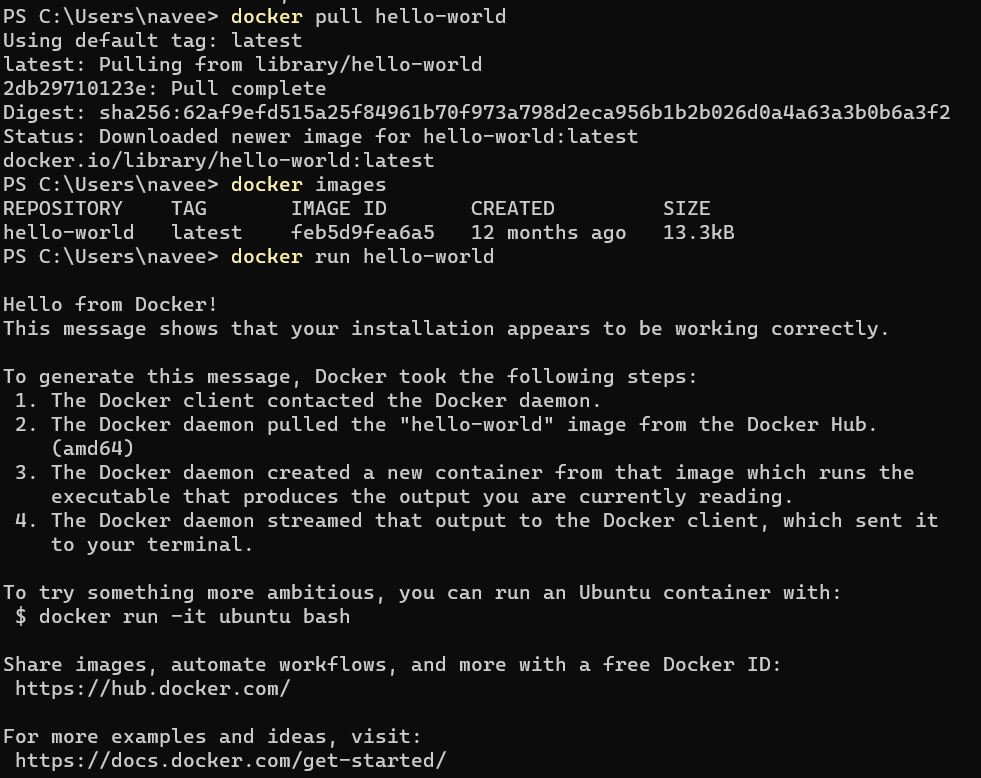 PS C:\Users\navee> docker pull hello-world
Using default tag: latest
latest: Pulling from library/hello-world
2db29710123e: Pull complete
Digest: sha256:62af9efd515a25f84961b70f973a798d2eca956b1b2b026d0a4a63a3b0b6a3f2
Status: Downloaded newer image for hello-world:latest
docker.io/library/hello-world:latest
PS C:\Users\navee> docker images
REPOSITORY    TAG       IMAGE ID       CREATED         SIZE
hello-world   latest    feb5d9fea6a5   12 months ago   13.3kB
PS C:\Users\navee> docker run hello-world

Hello from Docker!
This message shows that your installation appears to be working correctly.

To generate this message, Docker took the following steps:
 1. The Docker client contacted the Docker daemon.
 2. The Docker daemon pulled the "hello-world" image from the Docker Hub.
    (amd64)
 3. The Docker daemon created a new container from that image which runs the
    executable that produces the output you are currently reading.
 4. The Docker daemon streamed that output to the Docker client, which sent it
    to your terminal.

To try something more ambitious, you can run an Ubuntu container with:
 $ docker run -it ubuntu bash

Share images, automate workflows, and more with a free Docker ID:
 https://hub.docker.com/

For more examples and ideas, visit:
 https://docs.docker.com/get-started/